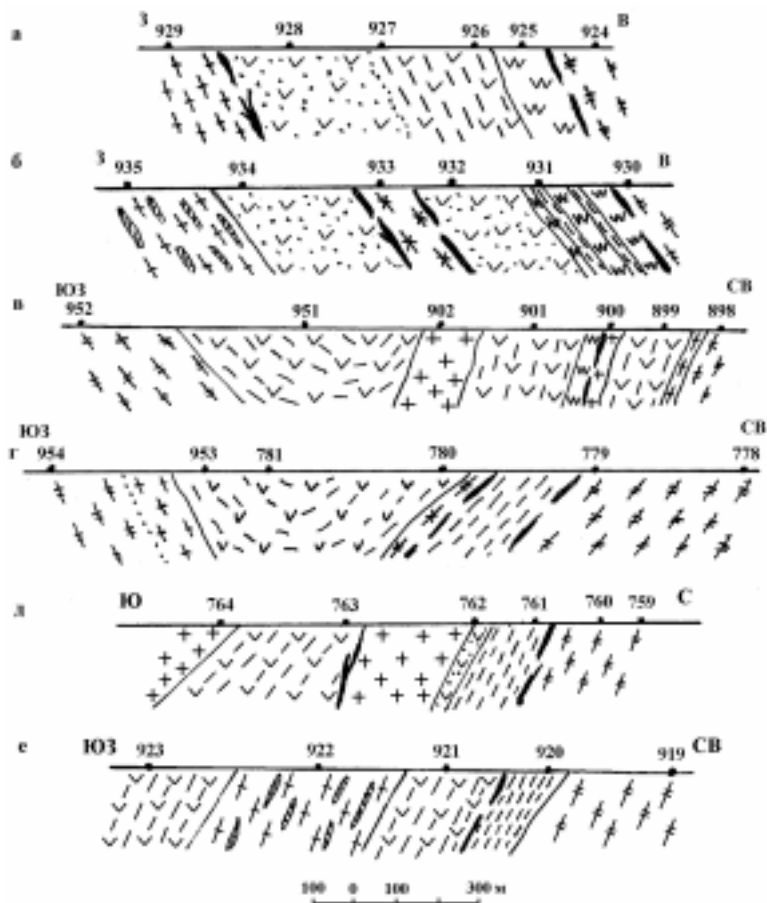 З В
а
929 928 927 926 925 924
б З В
935 934 933 932 931 930
ЮЗ СВ
в
952 951 902 901 900 899 898
ЮЗ СВ
г 954 953 781 780 779 778
д Ю С
764 763 762 761 760 759
е ЮЗ СВ
923 922 921 920 919
100 0 100 300 м